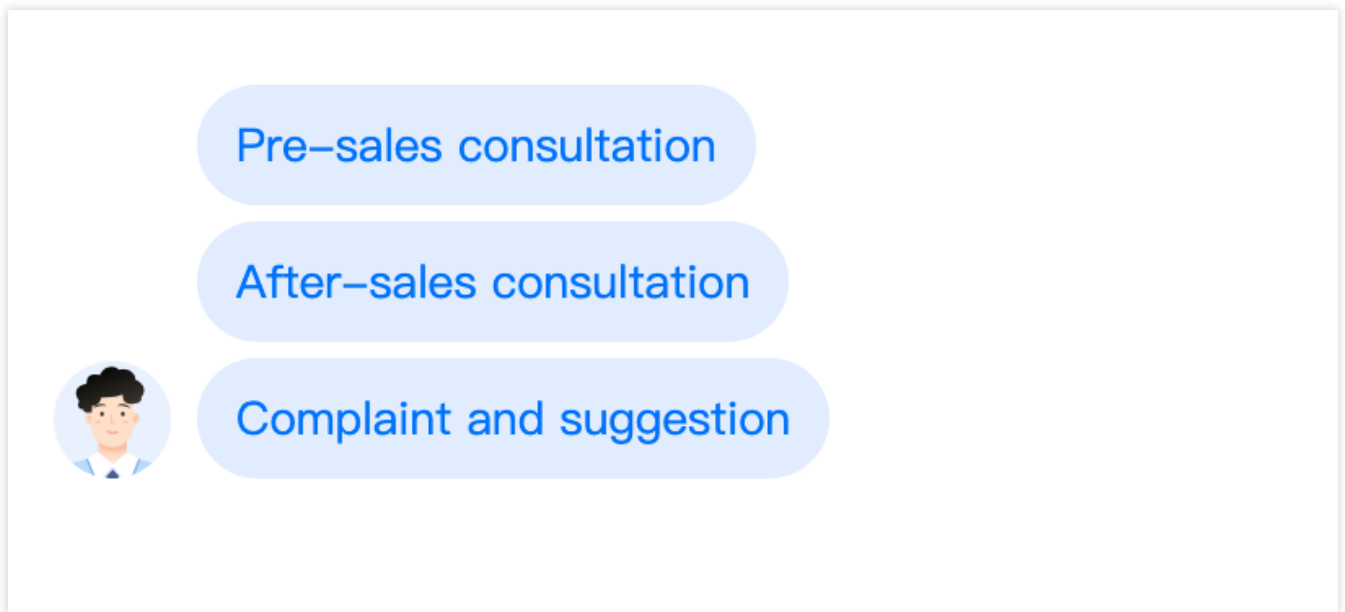 Pre–sales consultation
After–sales consultation
Complaint and suggestion